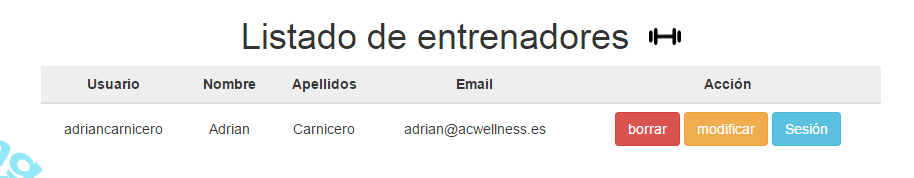 Listado de entrenadores
Usuario Nombre Apellidos Email Acción
adriancarnicero Adrian Carnicero adrian@acwellness.es borrar modificar Sesión